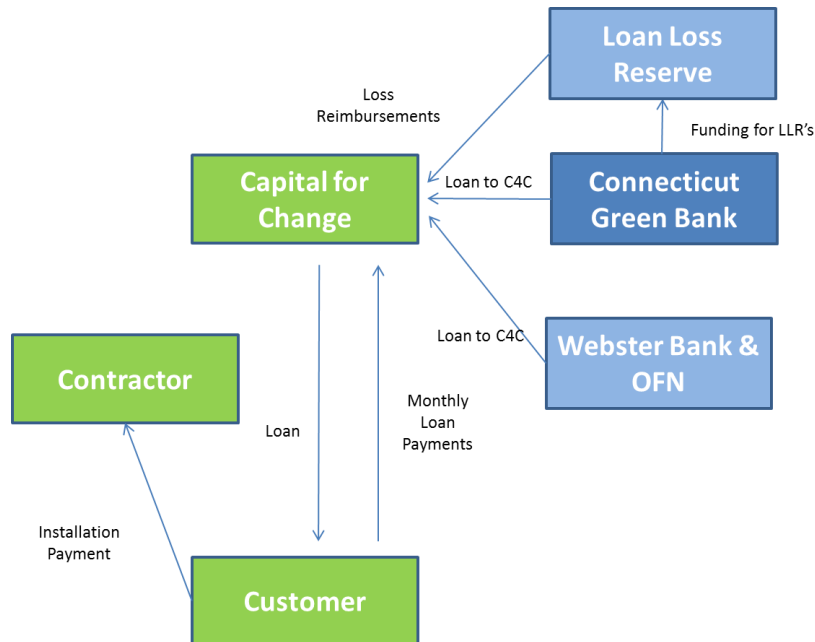 Loan Loss
Reserve
Loss
Reimbursements
Funding for LLR's
Capital for
Change
Loan to C4C
Connecticut
Green Bank
Loan to C4C
Webster Bank &
OFN
Contractor
Loan
Monthly
Loan
Payments
Installation
Payment
Customer